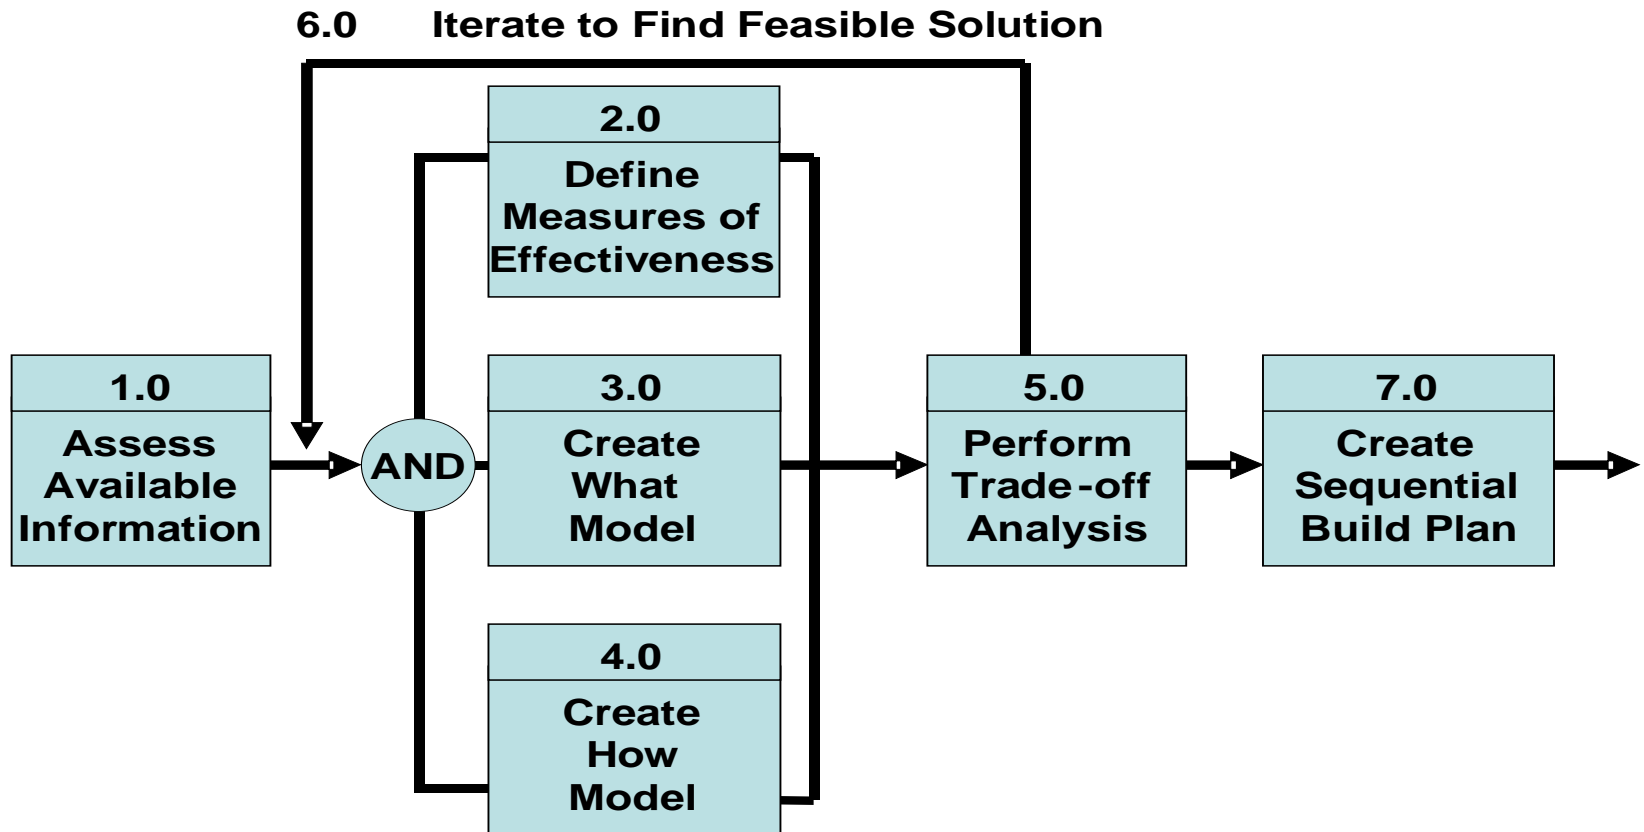 6.0 Iterate to Find Feasible Solution
2.0
Define
Measures of
Effectiveness
1.0
Assess
Available
Information
AND
3.0
Create
What
Model
4.0
Create
How
Model
5.0
Perform
Trade-off
Analysis
7.0
Create
Sequential
Build Plan